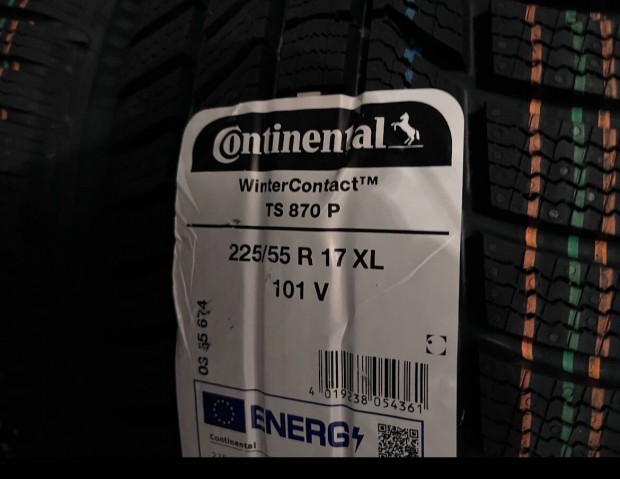 Continental
WinterContact™
TS 870 P
225/55 R 17 XL
101 V
03 55 674
4 019238 054361
ENERG
Continental